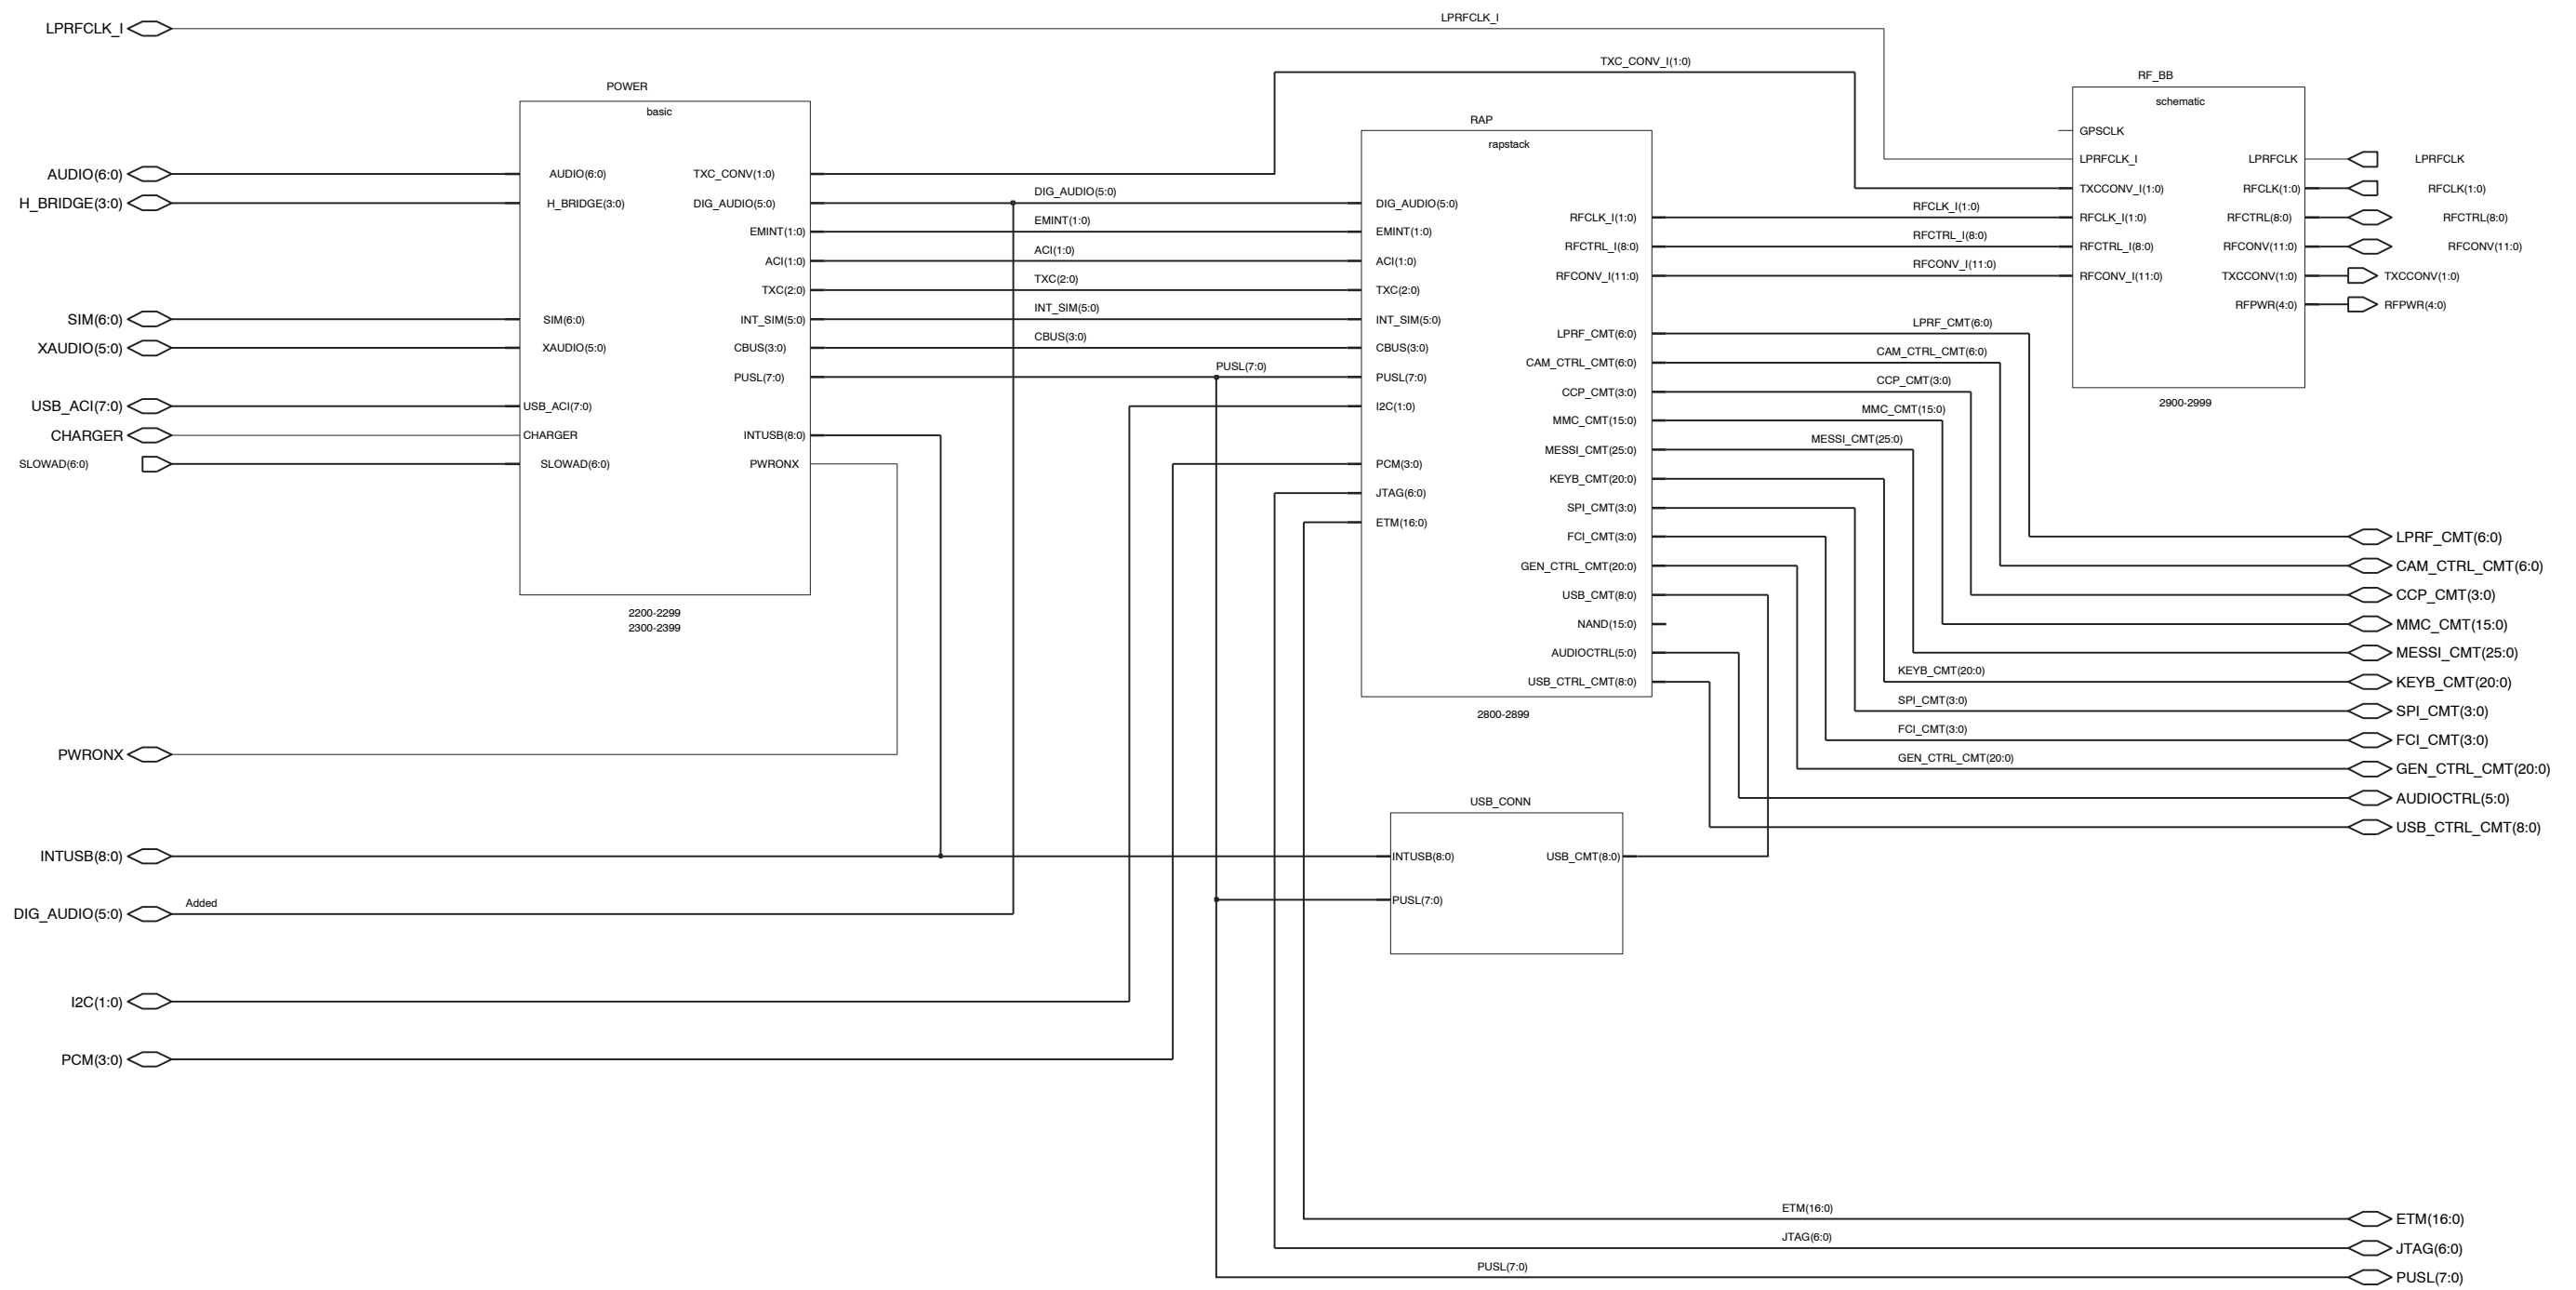 LPRFCLK_I
LPRFCLK_I
TXC_CONV_I(1:0)
POWER
basic
AUDIO(6:0)
H_BRIDGE(3:0)
SIM(6:0)
XAUDIO(5:0)
USB_ACI(7:0)
CHARGER
SLOWAD(6:0)
AUDIO(6:0)
H_BRIDGE(3:0)
SIM(6:0)
XAUDIO(5:0)
USB_ACI(7:0)
CHARGER
SLOWAD(6:0)
TXC_CONV(1:0)
DIG_AUDIO(5:0)
EMINT(1:0)
ACI(1:0)
TXC(2:0)
INT_SIM(5:0)
CBUS(3:0)
PUSL(7:0)
INTUSB(8:0)
PWRONX
2200-2299
2300-2399
DIG_AUDIO(5:0)
EMINT(1:0)
ACI(1:0)
TXC(2:0)
INT_SIM(5:0)
CBUS(3:0)
PUSL(7:0)
RAP
rapstack
DIG_AUDIO(5:0)
EMINT(1:0)
ACI(1:0)
TXC(2:0)
INT_SIM(5:0)
CBUS(3:0)
PUSL(7:0)
I2C(1:0)
PCM(3:0)
JTAG(6:0)
ETM(16:0)
RFCLK_I(1:0)
RFCTRL_I(8:0)
RFCONV_I(11:0)
LPRF_CMT(6:0)
CAM_CTRL_CMT(6:0)
CCP_CMT(3:0)
MMC_CMT(15:0)
MESSI_CMT(25:0)
KEYB_CMT(20:0)
SPI_CMT(3:0)
FCI_CMT(3:0)
GEN_CTRL_CMT(20:0)
USB_CMT(8:0)
NAND(15:0)
AUDIOCTRL(5:0)
USB_CTRL_CMT(8:0)
2800-2899
RFCLK_I(1:0)
RFCTRL_I(8:0)
RFCONV_I(11:0)
LPRF_CMT(6:0)
CAM_CTRL_CMT(6:0)
CCP_CMT(3:0)
MMC_CMT(15:0)
MESSI_CMT(25:0)
KEYB_CMT(20:0)
SPI_CMT(3:0)
FCI_CMT(3:0)
GEN_CTRL_CMT(20:0)
RF_BB
schematic
GPSCLK
LPRFCLK_I
TXCCONV_I(1:0)
RFCLK_I(1:0)
RFCTRL_I(8:0)
RFCONV_I(11:0)
LPRFCLK
RFCLK(1:0)
RFCTRL(8:0)
RFCONV(11:0)
TXCCONV(1:0)
RFPWR(4:0)
2900-2999
LPRFCLK
RFCLK(1:0)
RFCTRL(8:0)
RFCONV(11:0)
TXCCONV(1:0)
RFPWR(4:0)
LPRF_CMT(6:0)
CAM_CTRL_CMT(6:0)
CCP_CMT(3:0)
MMC_CMT(15:0)
MESSI_CMT(25:0)
KEYB_CMT(20:0)
SPI_CMT(3:0)
FCI_CMT(3:0)
GEN_CTRL_CMT(20:0)
AUDIOCTRL(5:0)
USB_CTRL_CMT(8:0)
PWRONX
INTUSB(8:0)
DIG_AUDIO(5:0)
Added
I2C(1:0)
PCM(3:0)
USB_CONN
INTUSB(8:0)
PUSL(7:0)
USB_CMT(8:0)
ETM(16:0)
JTAG(6:0)
PUSL(7:0)
ETM(16:0)
JTAG(6:0)
PUSL(7:0)